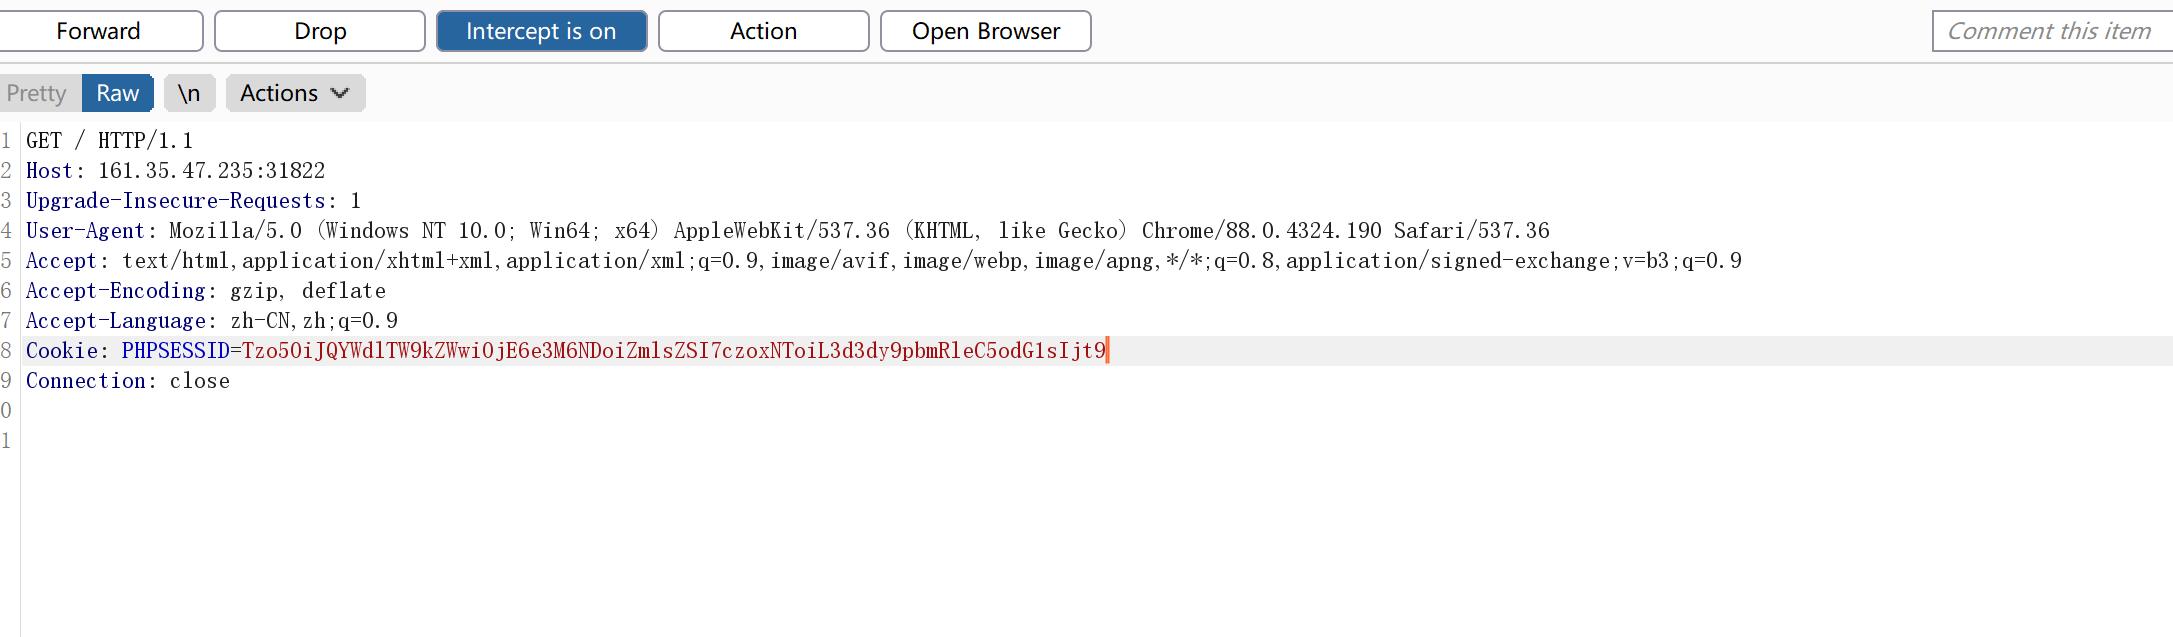 Forward Drop Intercept is on Action Open Browser Comment this item
Pretty Raw \n Actions
1 GET / HTTP/1.1
2 Host: 161.35.47.235:31822
3 Upgrade-Insecure-Requests: 1
4 User-Agent: Mozilla/5.0 (Windows NT 10.0; Win64; x64) AppleWebKit/537.36 (KHTML, like Gecko) Chrome/88.0.4324.190 Safari/537.36
5 Accept: text/html,application/xhtml+xml,application/xml;q=0.9,image/avif,image/webp,image/apng,*/*;q=0.8,application/signed-exchange;v=b3;q=0.9
6 Accept-Encoding: gzip, deflate
7 Accept-Language: zh-CN,zh;q=0.9
8 Cookie: PHPSESSID=Tzo5OiJQYWdlTW9kZWwiOjE6e3M6NDoiZmlsZSI7czoxNToiL3d3dy9pbmRleC5odG1sIjt9
9 Connection: close
0
1